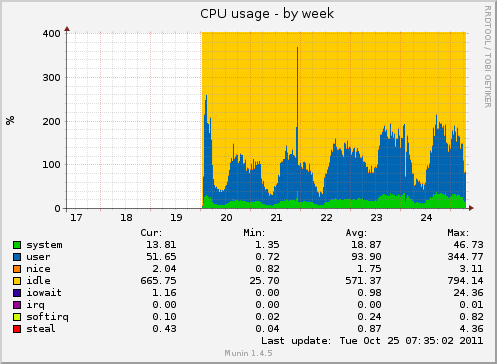 CPU usage - by week
RRDTOOL / TOBI OETIKER
%
400
300
200
100
0
17 18 19 20 21 22 23 24
Cur: Min: Avg: Max:
system 13.81 1.35 18.87 46.73
user 51.65 0.72 93.90 344.77
nice 2.04 0.82 1.75 3.11
idle 665.75 25.70 571.37 794.14
iowait 1.16 0.00 0.98 24.36
irq 0.00 0.00 0.00 0.01
softirq 0.10 0.02 0.24 0.82
steal 0.43 0.04 0.87 4.36
Last update: Tue Oct 25 07:35:02 2011
Munin 1.4.5